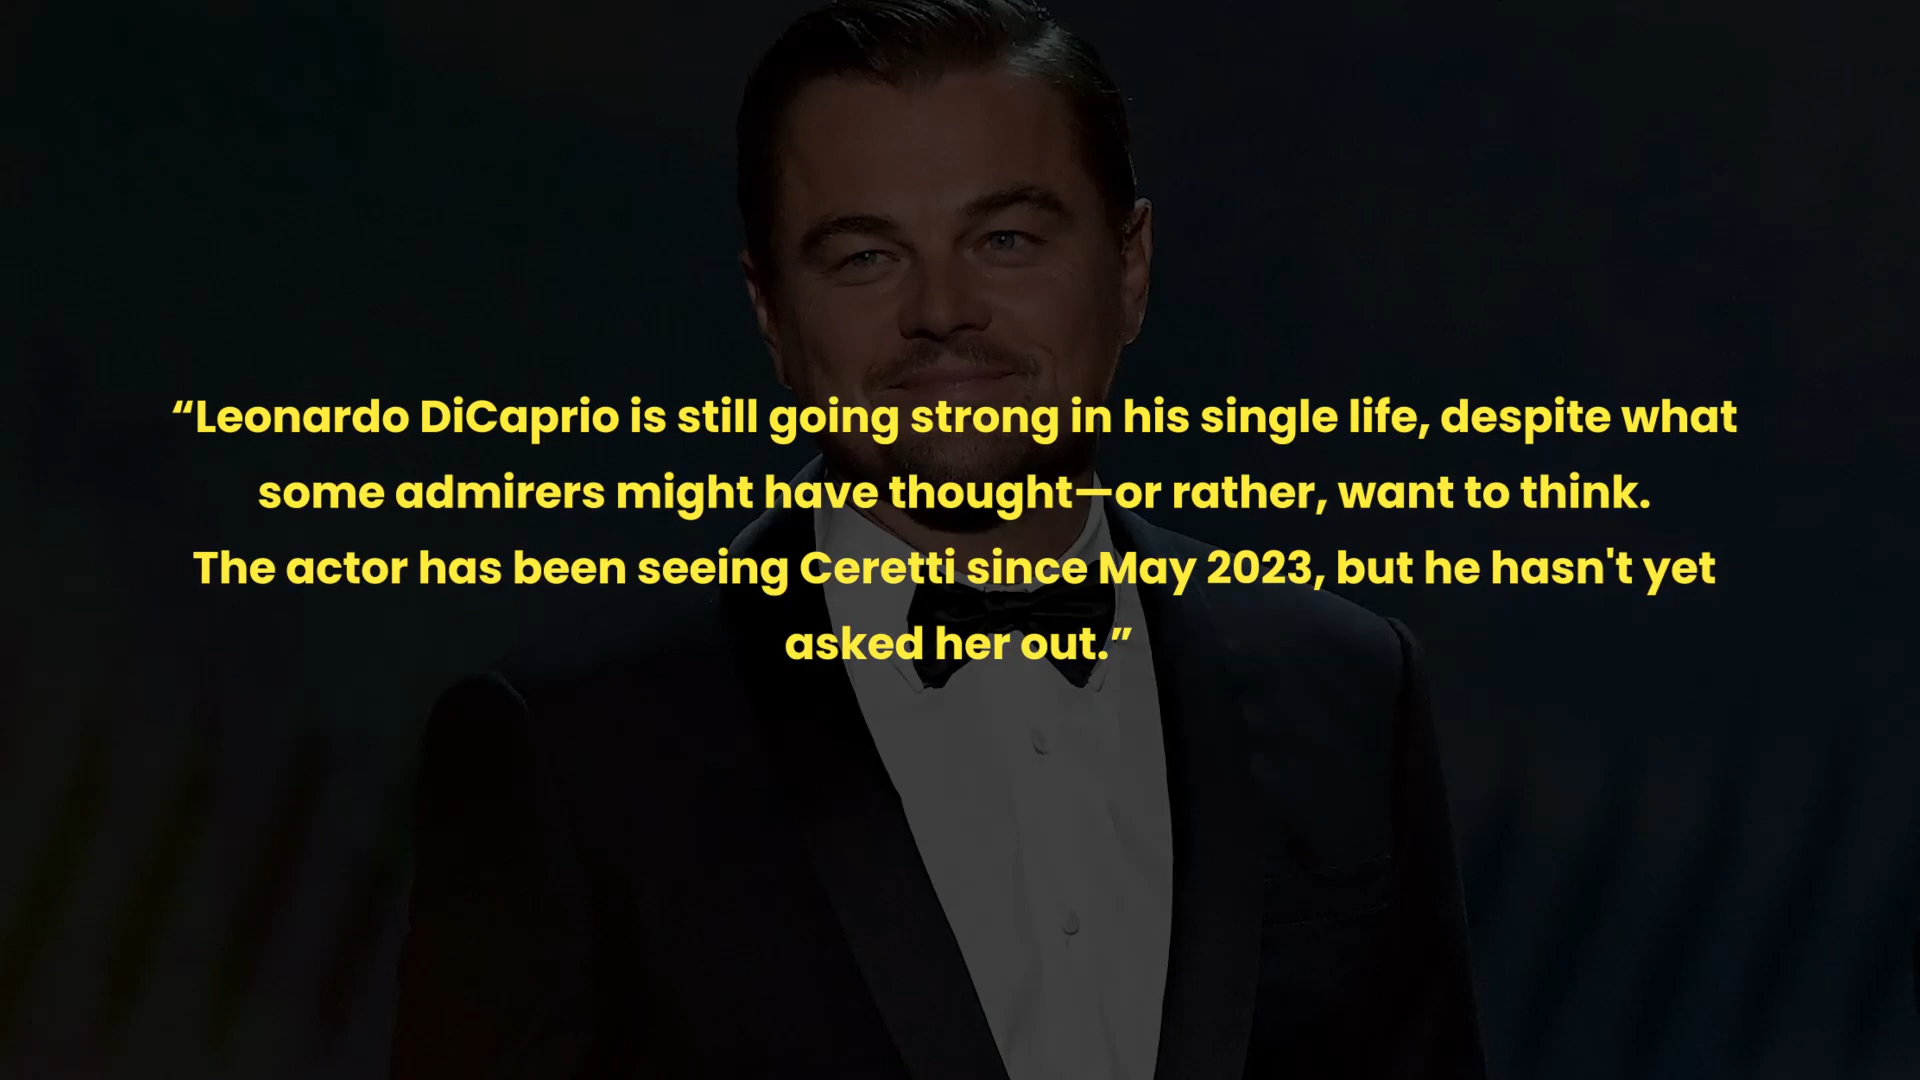 “Leonardo DiCaprio is still going strong in his single life, despite what
some admirers might have thought—or rather, want to think.
The actor has been seeing Ceretti since May 2023, but he hasn't yet
asked her out.”